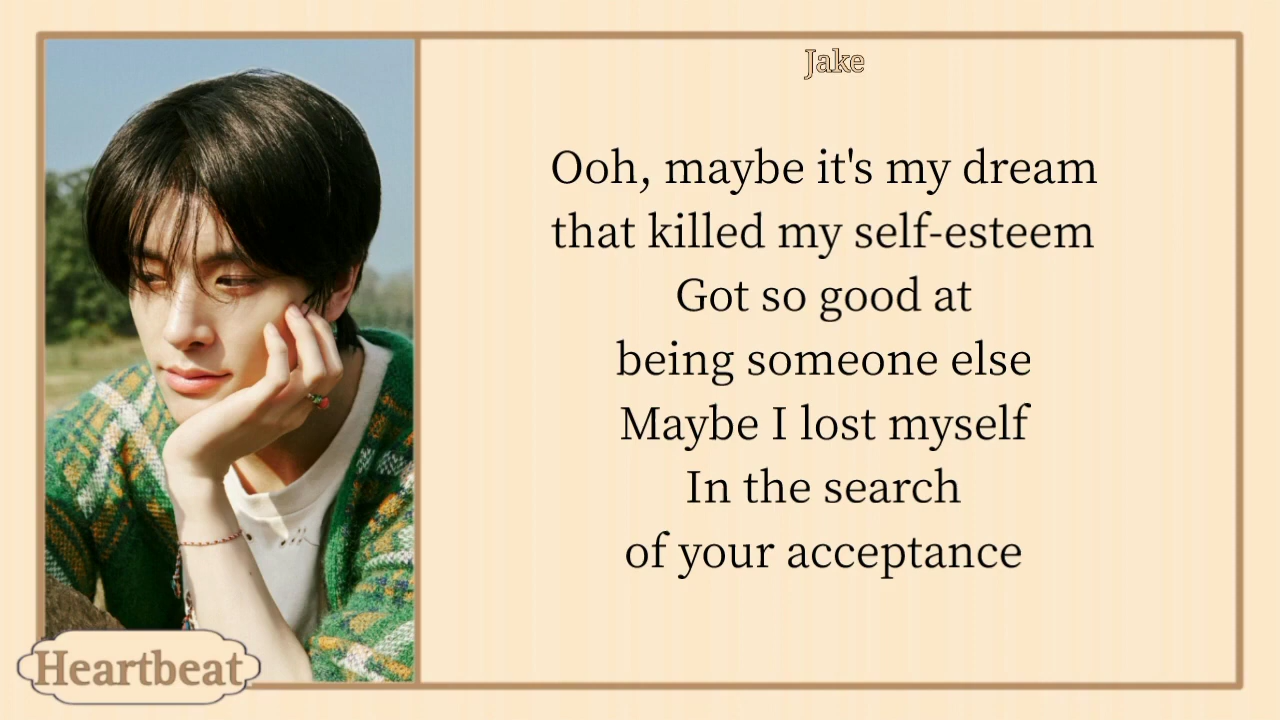 Jake
Ooh, maybe it's my dream
that killed my self-esteem
Got so good at
being someone else
Maybe I lost myself
In the search
of your acceptance
Heartbeat